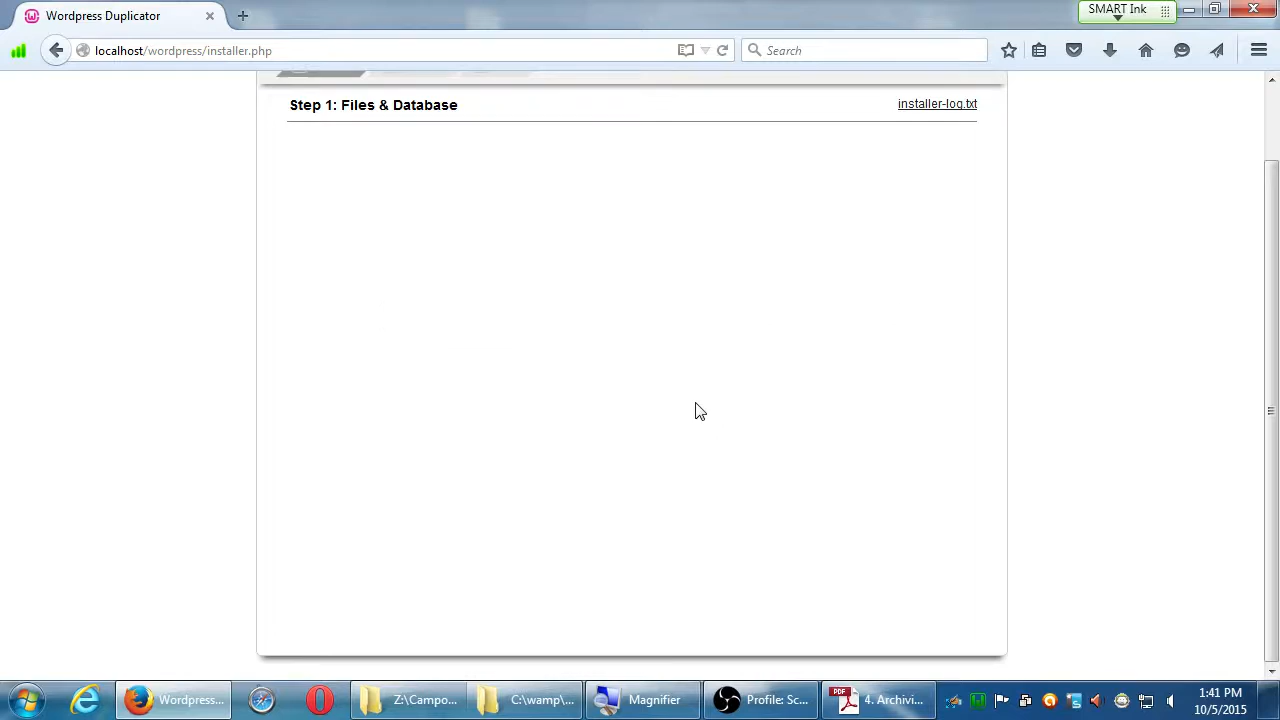 Wordpress Duplicator
SMART Ink
localhost/wordpress/installer.php
Search
Step 1: Files & Database
installer-log.txt
Wordpress...
Z:\Campo...
C:\wamp\...
Magnifier
Profile: Sc...
PDF
4. Archivi...
1:41 PM
10/5/2015